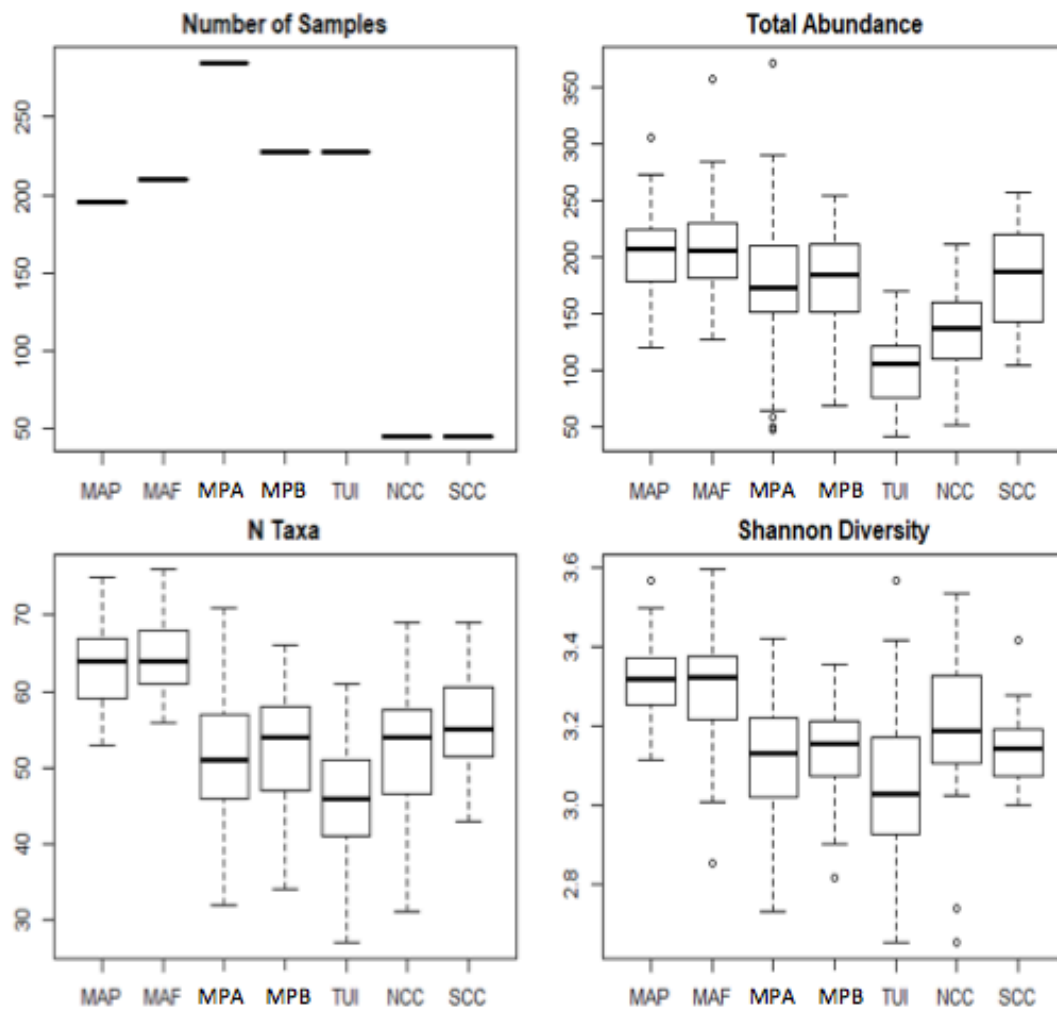 Number of Samples
250
200
150
100
50
MAP MAF MPA MPB TUI NCC SCC
Total Abundance
350
300
250
200
150
100
50
MAP MAF MPA MPB TUI NCC SCC
N Taxa
70
60
50
40
30
MAP MAF MPA MPB TUI NCC SCC
Shannon Diversity
3.6
3.4
3.2
3.0
2.8
MAP MAF MPA MPB TUI NCC SCC